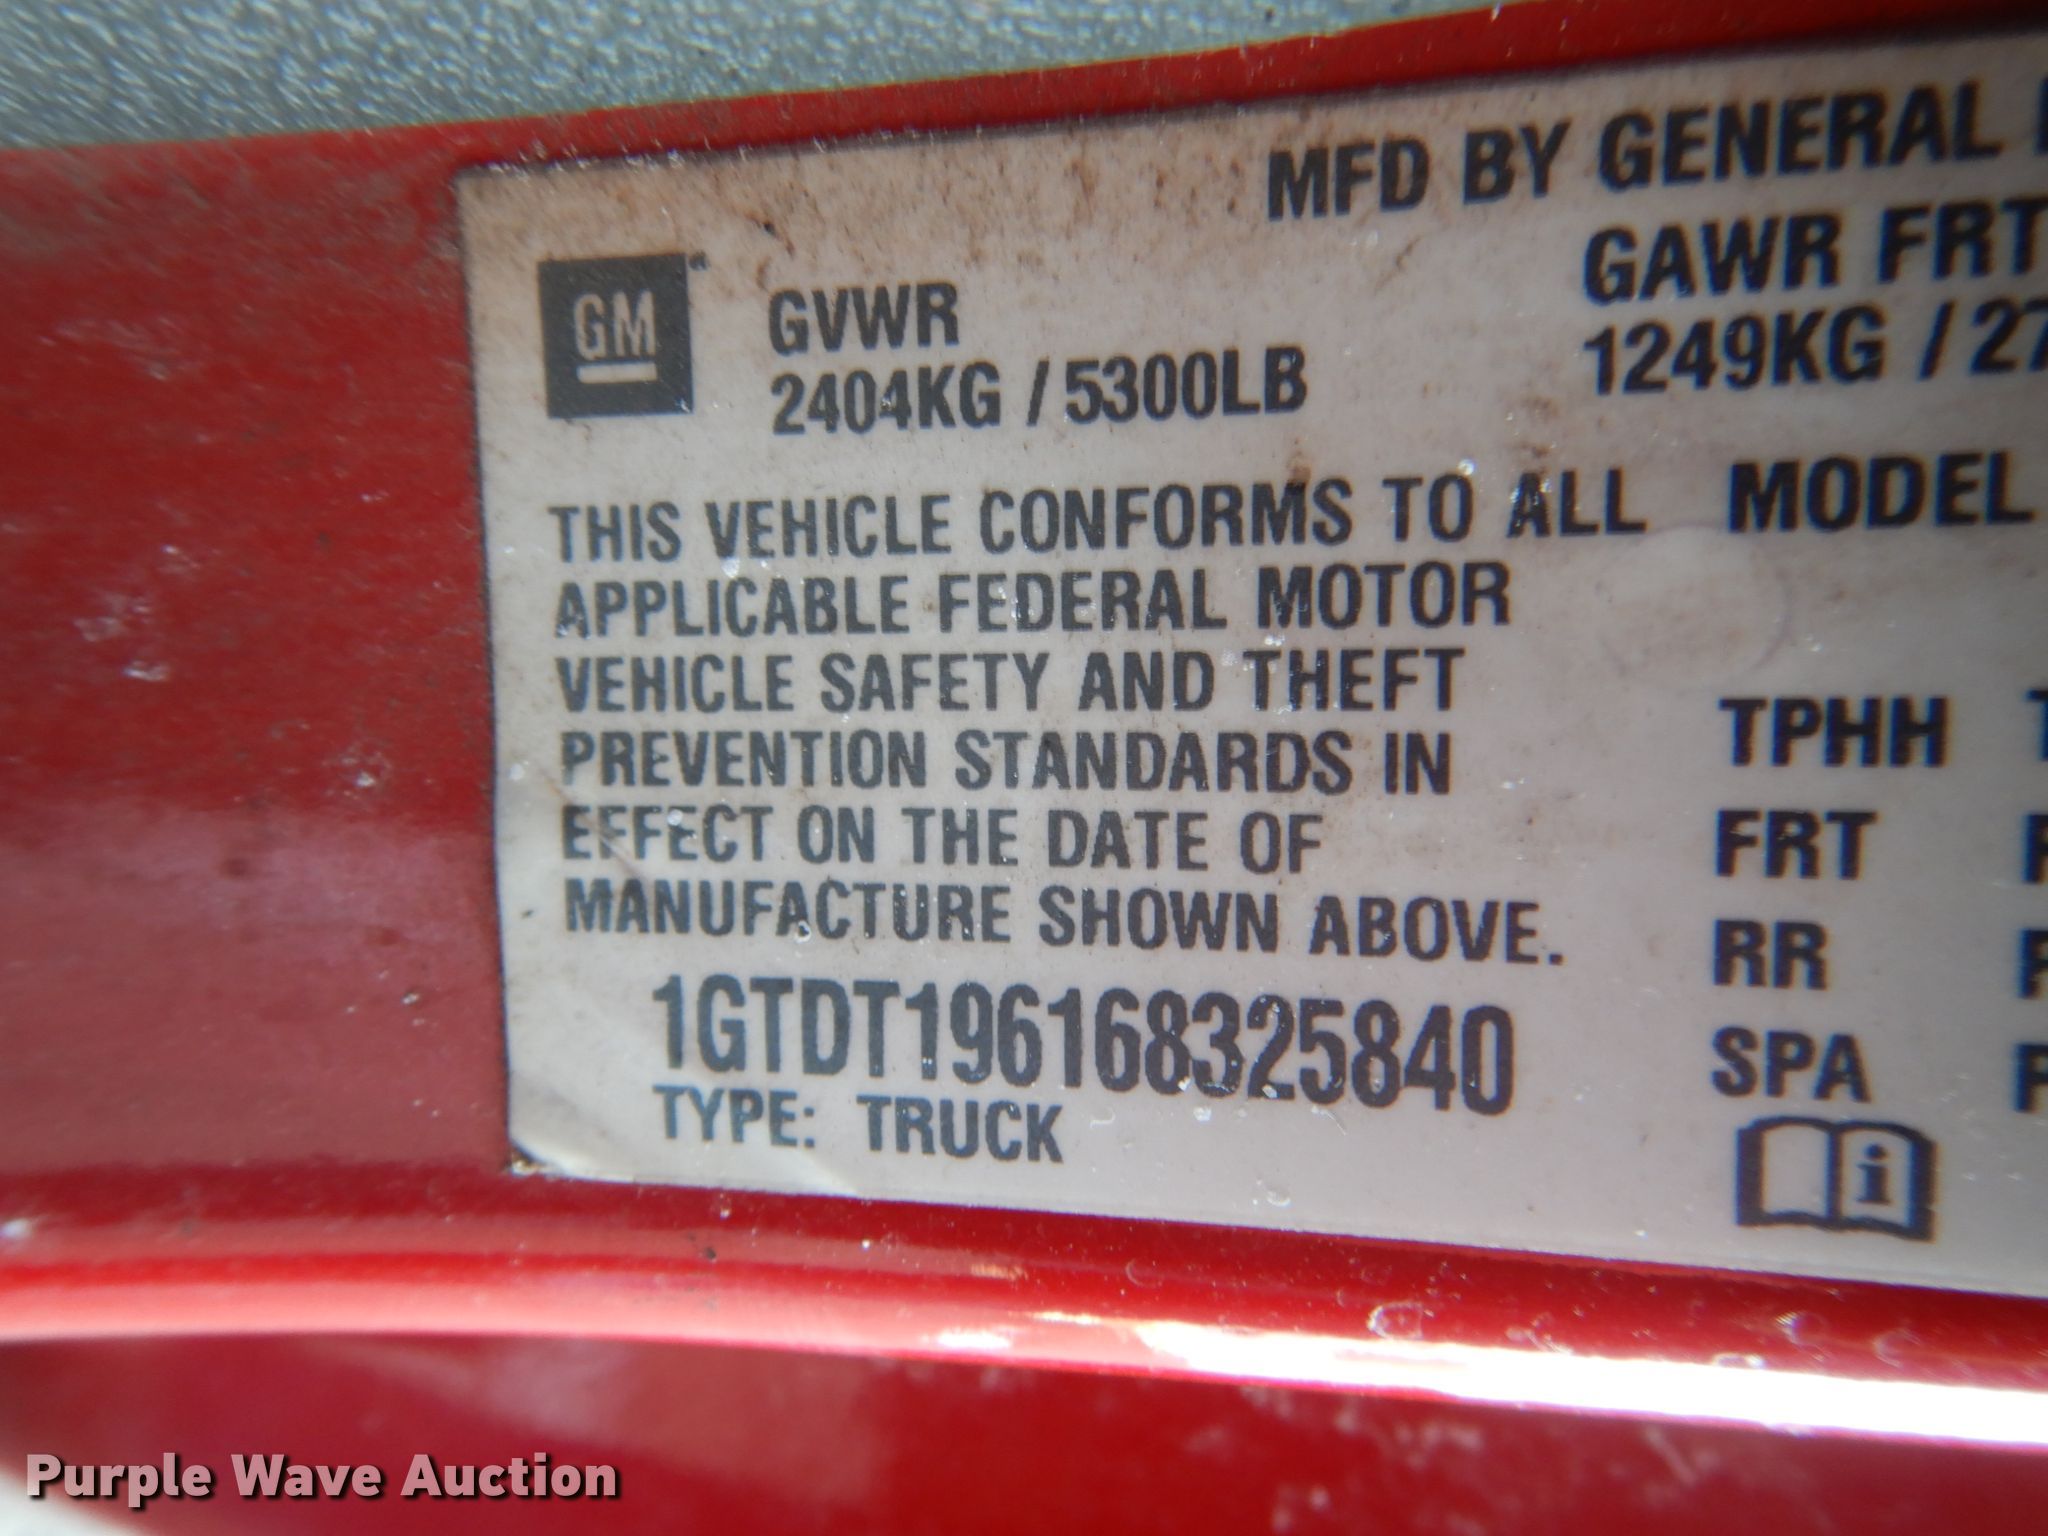 MFD BY GENERAL
GM
GVWR
GAWR FRT
2404KG / 5300LB
1249KG / 27
THIS VEHICLE CONFORMS TO ALL
MODEL
APPLICABLE FEDERAL MOTOR
VEHICLE SAFETY AND THEFT
PREVENTION STANDARDS IN
TPHH
EFFECT ON THE DATE OF
FRT
MANUFACTURE SHOWN ABOVE.
RR
1GTDT196168325840
SPA
TYPE: TRUCK
i
Purple Wave Auction